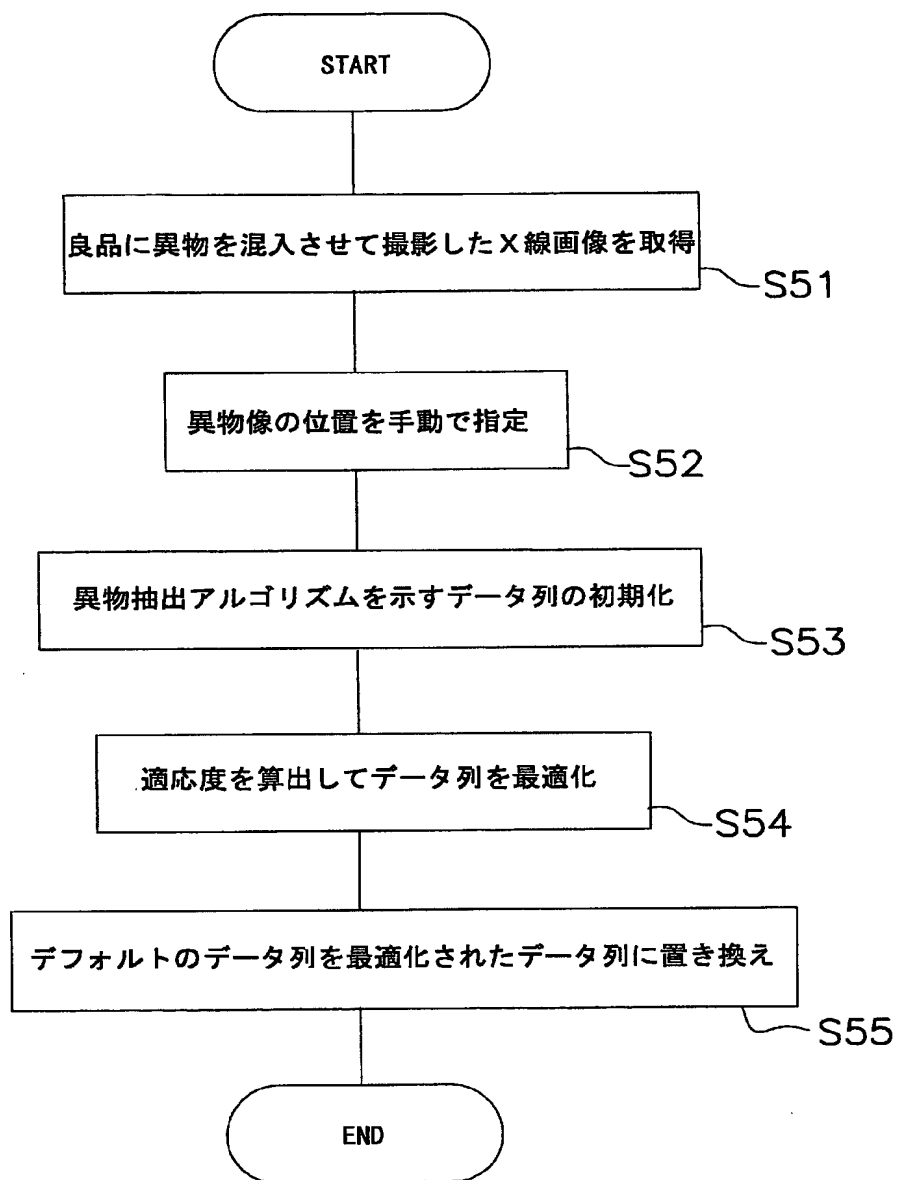 START
良品に異物を混入させて撮影したX線画像を取得
S51
異物像の位置を手動で指定
S52
異物抽出アルゴリズムを示すデータ列の初期化
S53
適応度を算出してデータ列を最適化
S54
デフォルトのデータ列を最適化されたデータ列に置き換え
S55
END